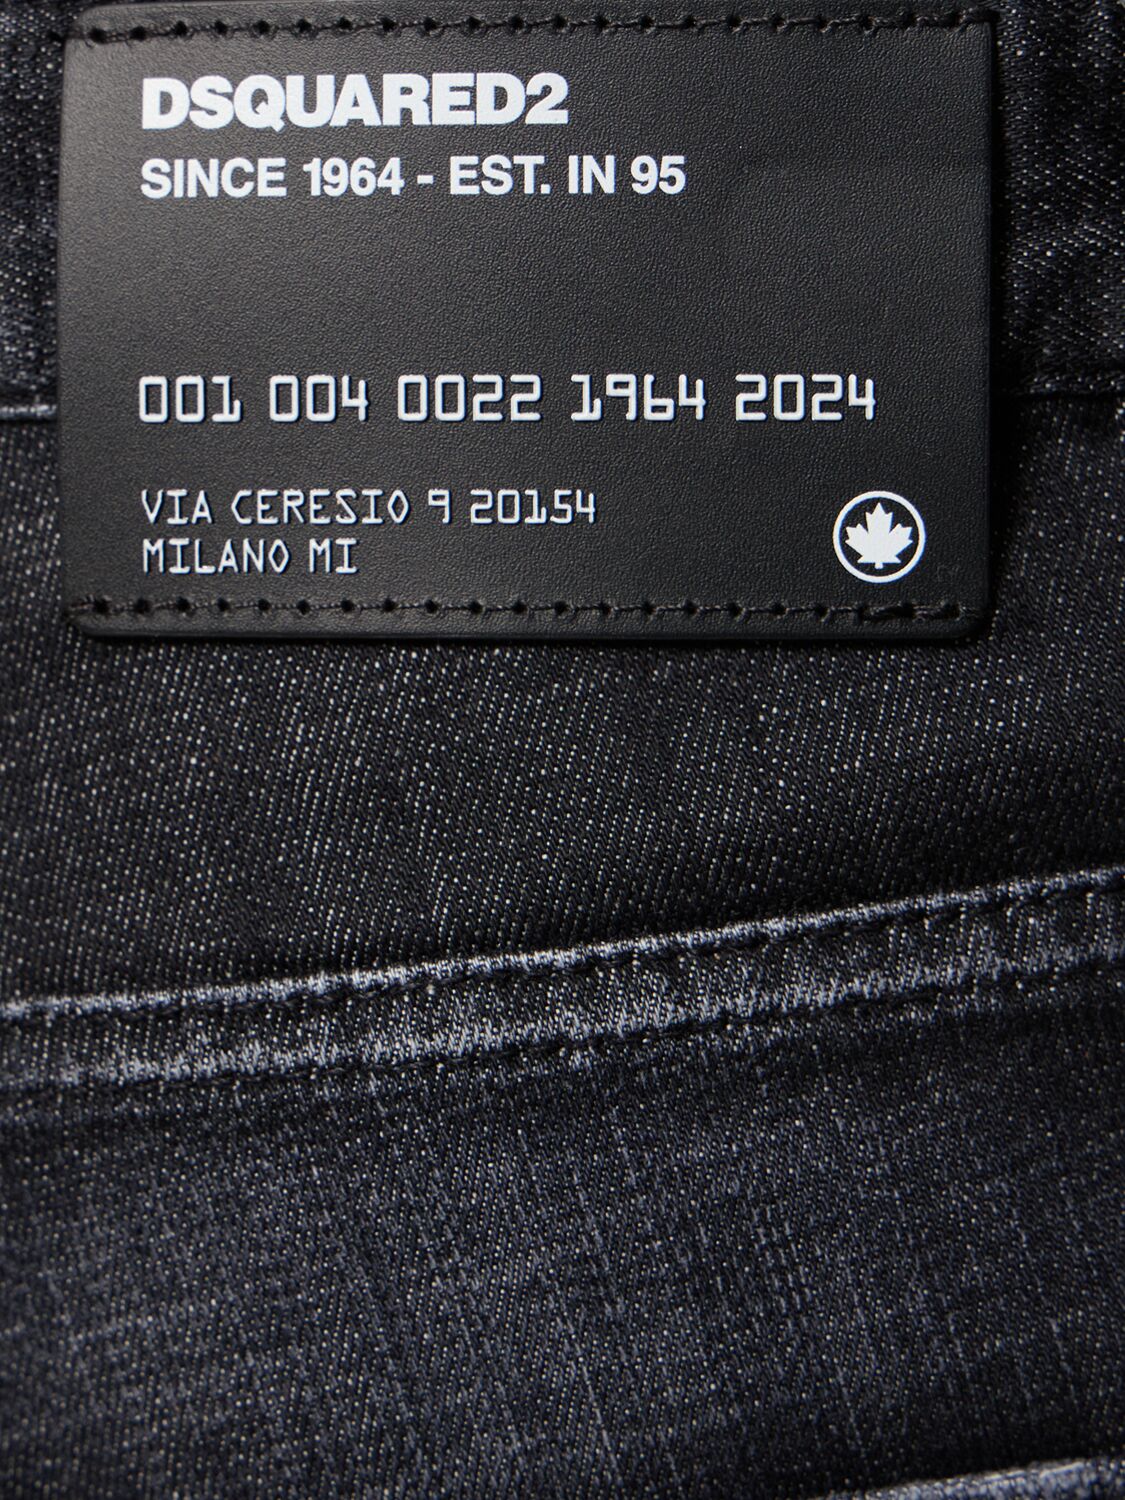 DSQUARED2
SINCE 1964 - EST. IN 95
001 004 0022 1964 2024
VIA CERESIO 9 20154
MILANO MI